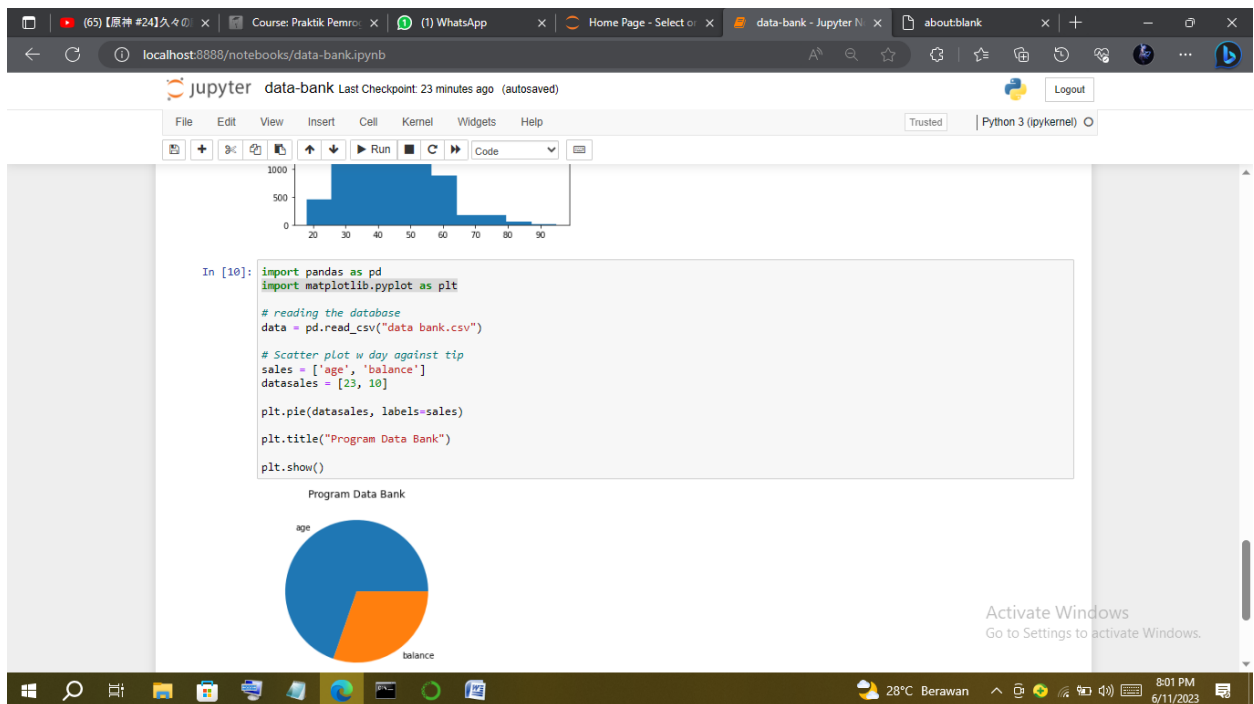 (65)【原神 #24】久々の
Course: Praktik Pemrog
(1) WhatsApp
Home Page - Select or
data-bank - Jupyter N
about:blank
localhost:8888/notebooks/data-bank.ipynb
jupyter data-bank Last Checkpoint: 23 minutes ago (autosaved)
Logout
File Edit View Insert Cell Kernel Widgets Help
Trusted
Python 3 (ipykernel)
Run
Code
1000
500
0
20 30 40 50 60 70 80 90
In [10]: import pandas as pd
import matplotlib.pyplot as plt
# reading the database
data = pd.read_csv("data bank.csv")
# Scatter plot w day against tip
sales = ['age', 'balance']
datasales = [23, 10]
plt.pie(datasales, labels=sales)
plt.title("Program Data Bank")
plt.show()
Program Data Bank
age
balance
Activate Windows
Go to Settings to activate Windows.
28°C Berawan
8:01 PM
6/11/2023